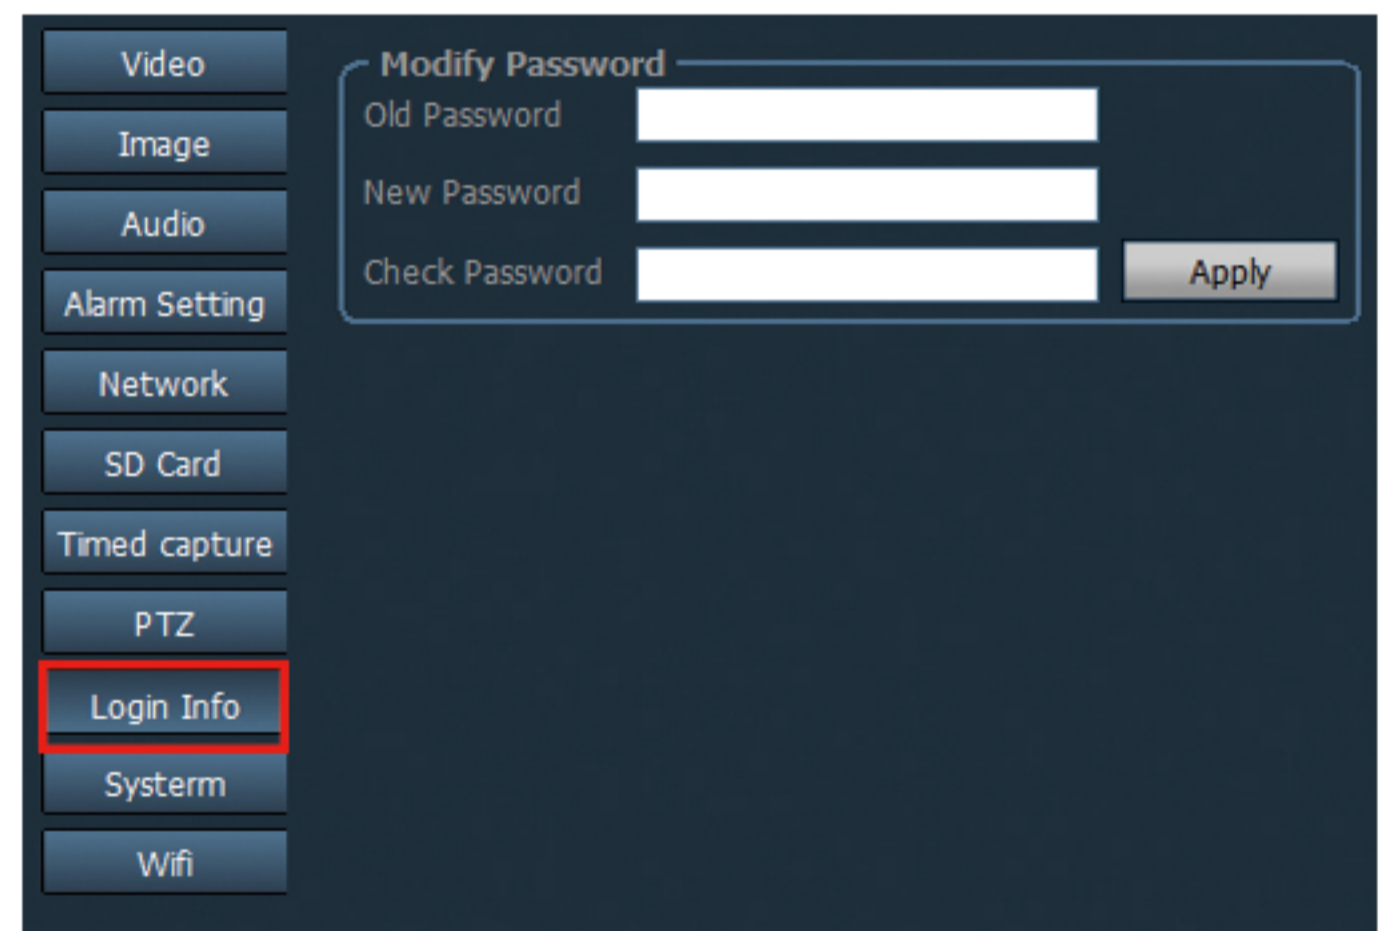 Video
Image
Audio
Alarm Setting
Network
SD Card
Timed capture
PTZ
Login Info
Systerm
Wifi
Modify Password
Old Password
New Password
Check Password
Apply